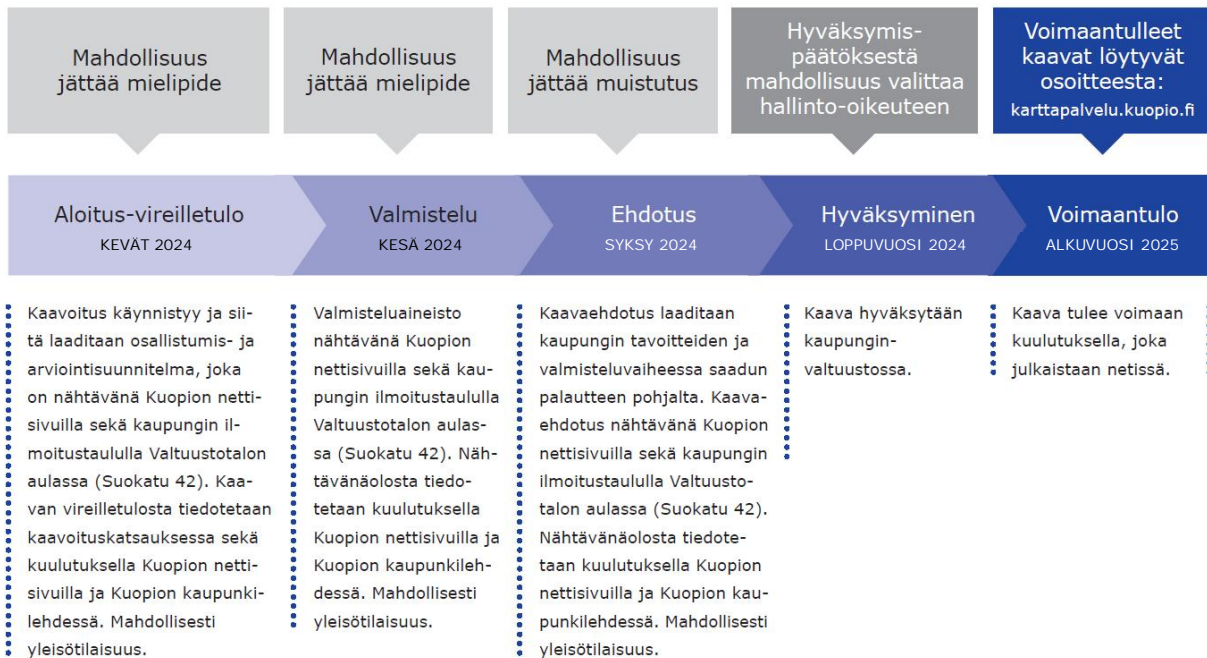 Mahdollisuus
jättää mielipide
Mahdollisuus
jättää mielipide
Mahdollisuus
jättää muistutus
Hyväksymis-
päätöksestä
mahdollisuus valittaa
hallinto-oikeuteen
Voimaantulleet
kaavat löytyvät
osoitteesta:
karttapalvelu.kuopio.fi
Aloitus-vireilletulo
KEVÄT 2024
Valmistelu
KESÄ 2024
Ehdotus
SYKSY 2024
Hyväksyminen
LOPPUVUOSI 2024
Voimaantulo
ALKUVUOSI 2025
Kaavoitus käynnistyy ja sii-
tä laaditaan osallistumis- ja
arviointisuunnitelma, joka
on nähtävänä Kuopion netti-
sivuilla sekä kaupungin il-
moitustaululla Valtuustotalon
aulassa (Suokatu 42). Kaa-
van vireilletulosta tiedotetaan
kaavoituskatsauksessa sekä
kuulutuksella Kuopion netti-
sivuilla ja Kuopion kaupunki-
lehdessä. Mahdollisesti
yleisötilaisuus.
Valmisteluaineisto
nähtävänä Kuopion
nettisivuilla sekä kau-
pungin ilmoitustaululla
Valtuustotalon aulas-
sa (Suokatu 42). Näh-
tävänäolosta tiedo-
tetaan kuulutuksella
Kuopion nettisivuilla ja
Kuopion kaupunkileh-
dessä. Mahdollisesti
yleisötilaisuus.
Kaavaehdotus laaditaan
kaupungin tavoitteiden ja
valmisteluvaiheessa saadun
palautteen pohjalta. Kaava-
ehdotus nähtävänä Kuopion
nettisivuilla sekä kaupungin
ilmoitustaululla Valtuusto-
talon aulassa (Suokatu 42).
Nähtävänäolosta tiedote-
taan kuulutuksella Kuopion
nettisivuilla ja Kuopion kau-
punkilehdessä. Mahdollisesti
yleisötilaisuus.
Kaava hyväksytään
kaupungin-
valtuustossa.
Kaava tulee voimaan
kuulutuksella, joka
julkaistaan netissä.